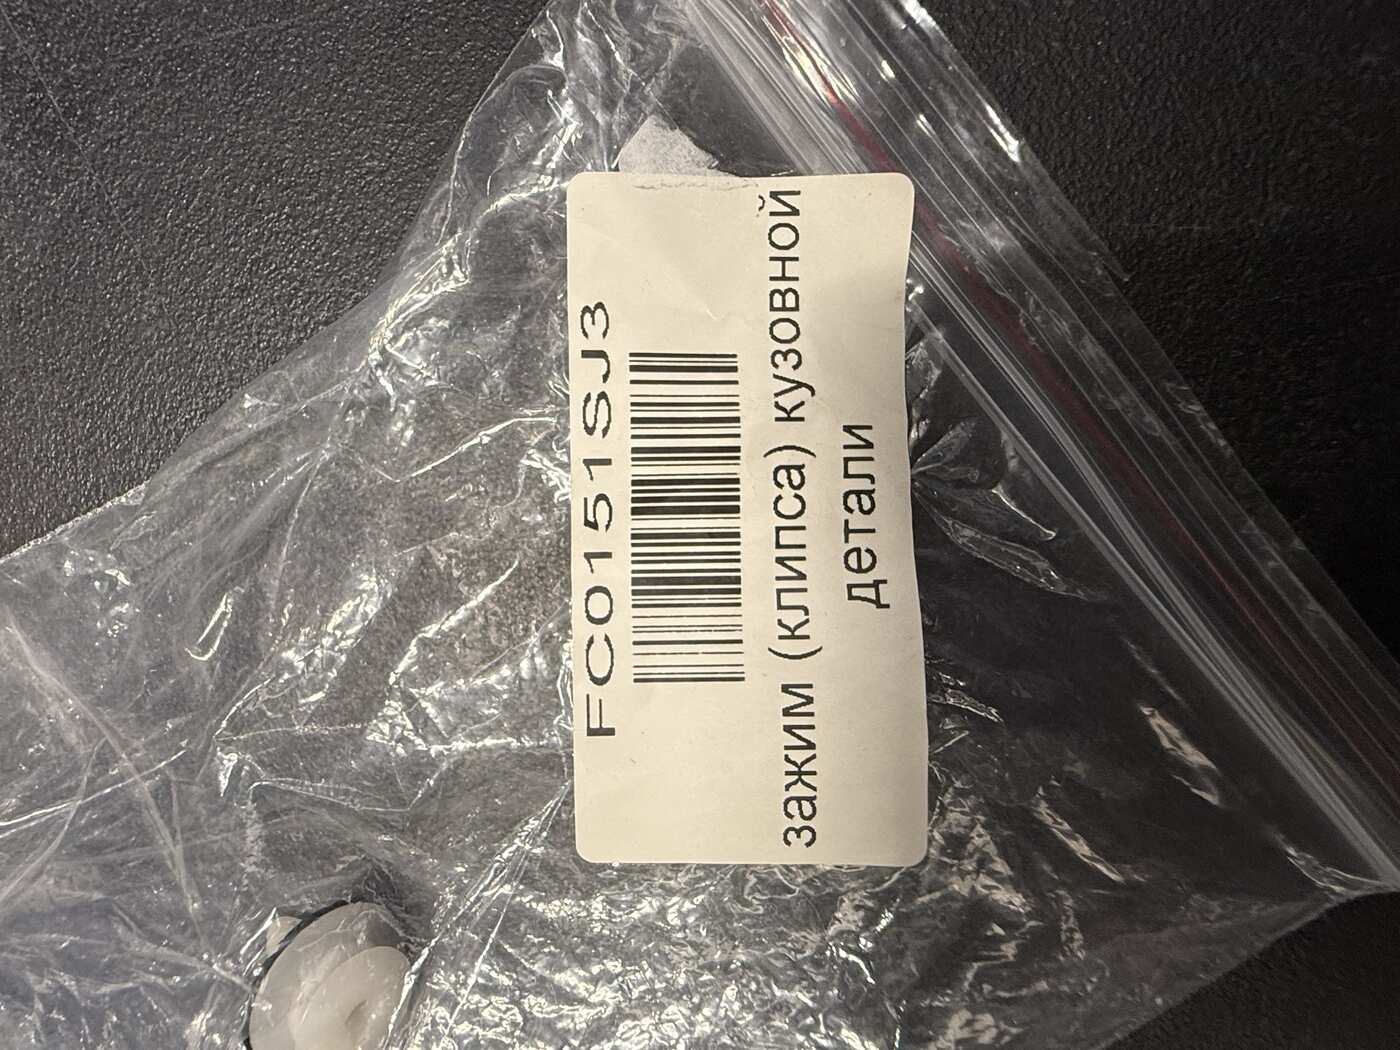 FC0151SJ3
зажим (клипса) кузовной
детали